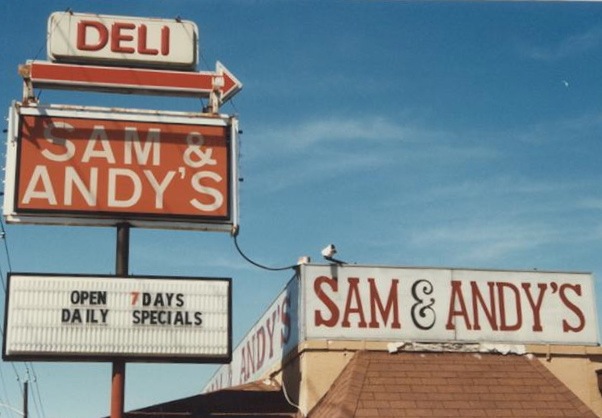 DELI
SAM &
ANDY'S
OPEN 7 DAYS
DAILY SPECIALS
SAM & ANDY'S
& ANDY'S